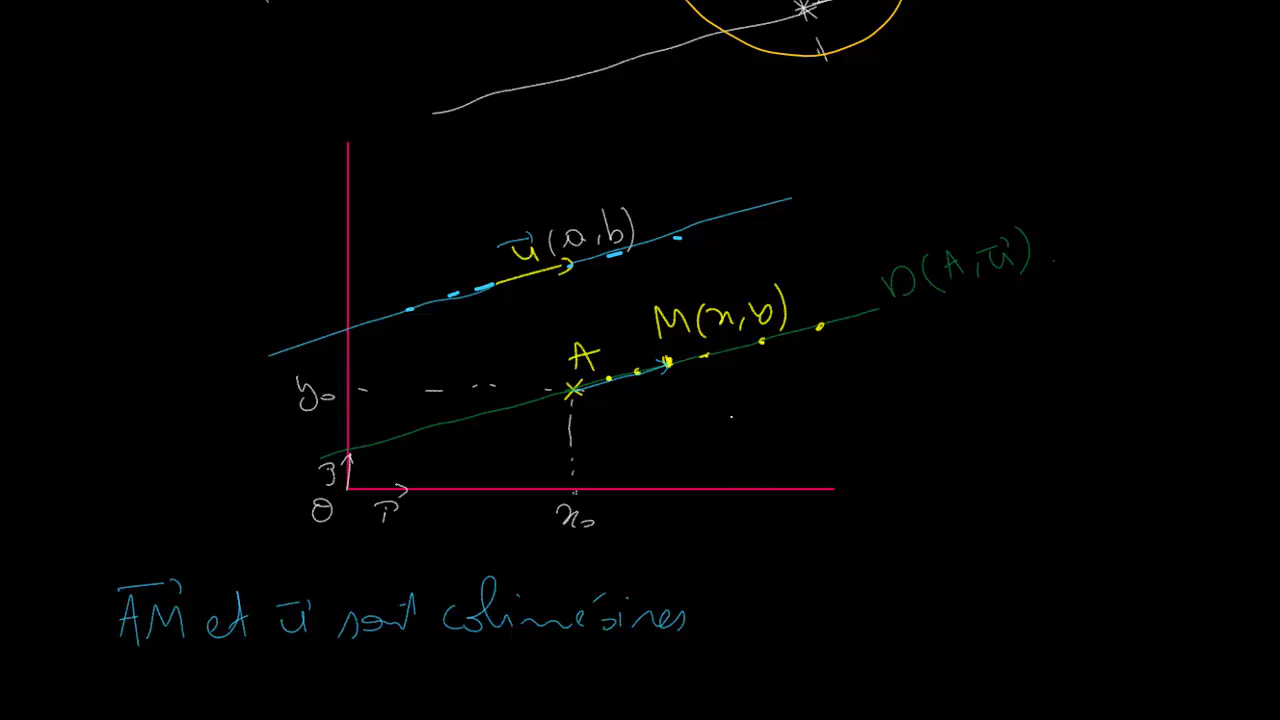 u⃗(a,b)
D(A,u⃗).
M(x,b)
A
y₀
j⃗
O
i⃗
x₀
AM⃗ et u⃗ sont colinéaires